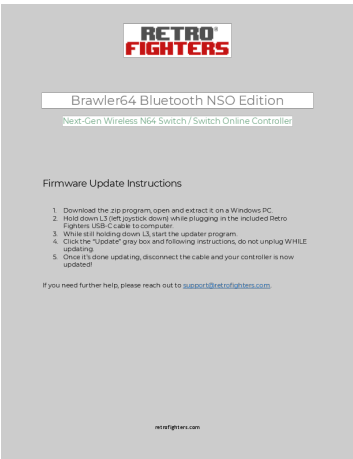 RETRO®
FIGHTERS
Brawler64 Bluetooth NSO Edition
Next-Gen Wireless N64 Switch / Switch Online Controller
Firmware Update Instructions
1. Download the zip program, open and extract it on a Windows PC.
2. Hold down L3 (left joystick down) while plugging in the included Retro
Fighters USB-C cable to computer.
3. While still holding down L3, start the updater program.
4. Click the "Update" gray box and following instructions, do not unplug WHILE
updating.
5. Once it's done updating, disconnect the cable and your controller is now
updated!
If you need further help, please reach out to support@retrofighters.com.
retrofighters.com